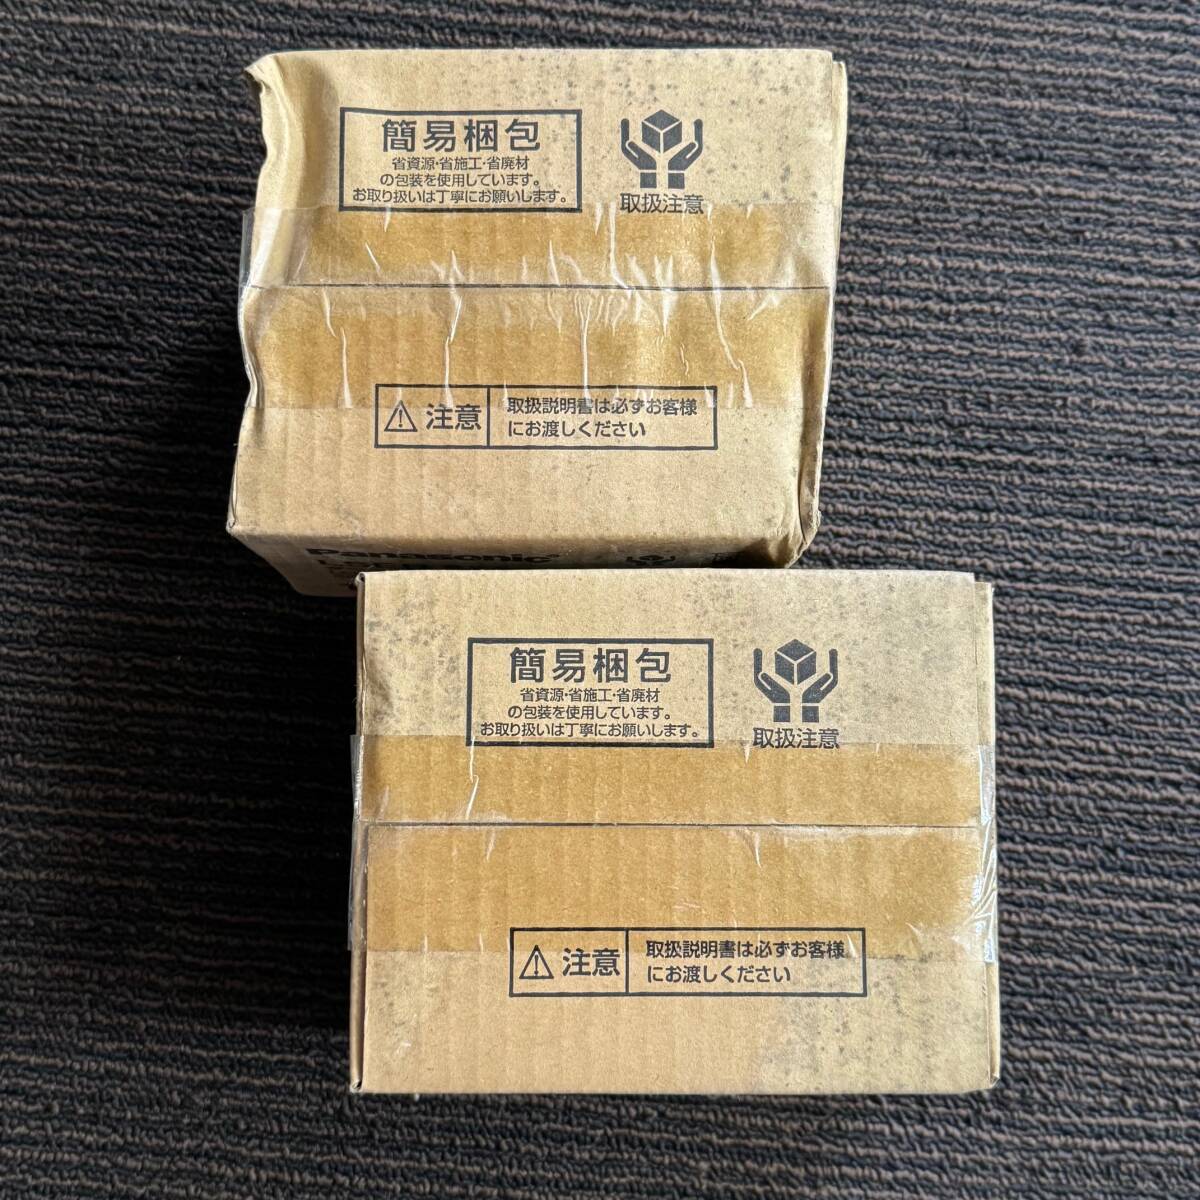 簡易梱包
省資源・省施工・省廃材
の包装を使用しています。
お取り扱いは丁寧にお願いします。
取扱注意
注意
取扱説明書は必ずお客様
にお渡しください
Panasonic
簡易梱包
省資源・省施工・省廃材
の包装を使用しています。
お取り扱いは丁寧にお願いします。
取扱注意
注意
取扱説明書は必ずお客様
にお渡しください